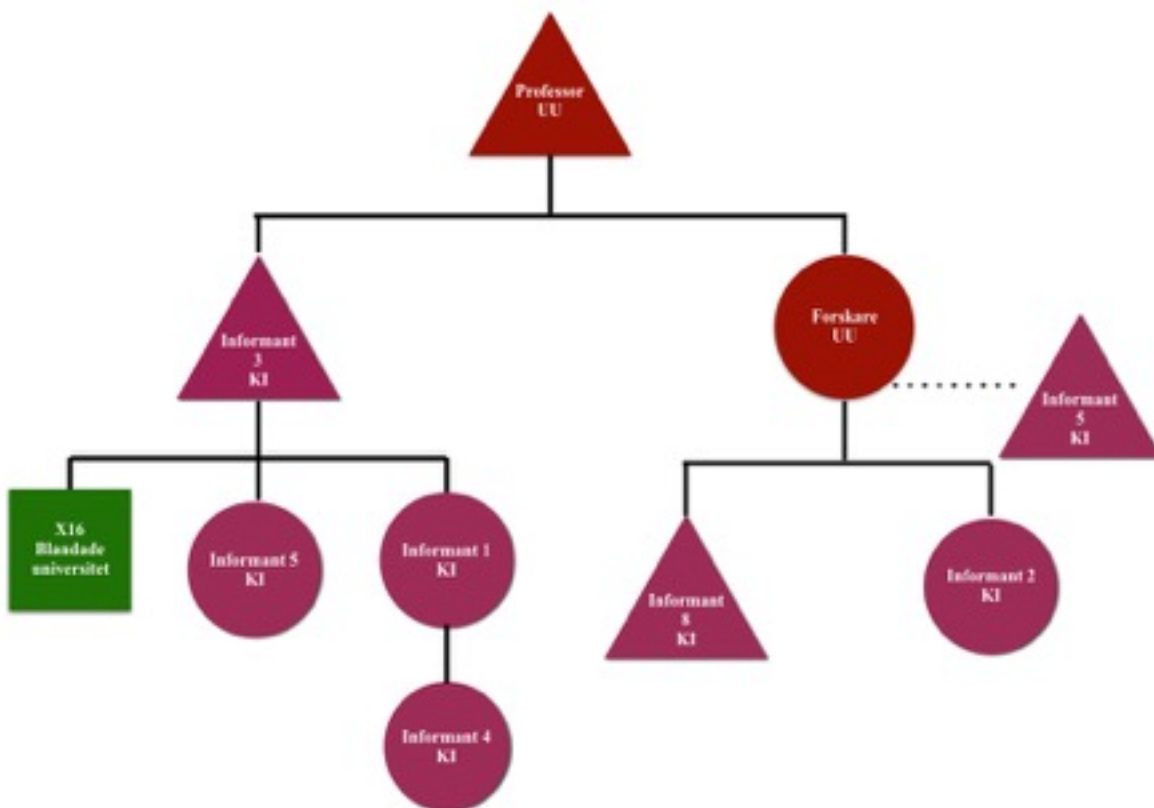 Professor
UU
Informant
3
KI
Forskare
UU
Informant
5
KI
X16
Blandade
universitet
Informant 5
KI
Informant 1
KI
Informant
8
KI
Informant 2
KI
Informant 4
KI